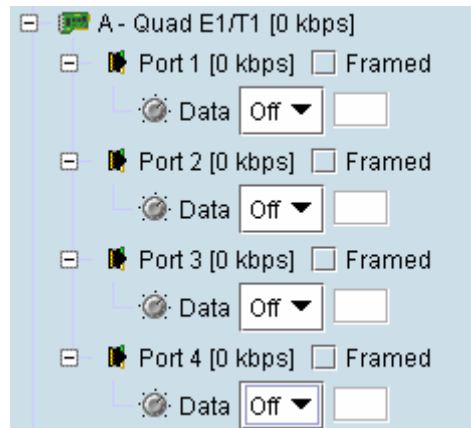 A - Quad E1/T1 [0 kbps]
Port 1 [0 kbps] Framed
Data Off
Port 2 [0 kbps] Framed
Data Off
Port 3 [0 kbps] Framed
Data Off
Port 4 [0 kbps] Framed
Data Off